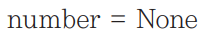 number = None